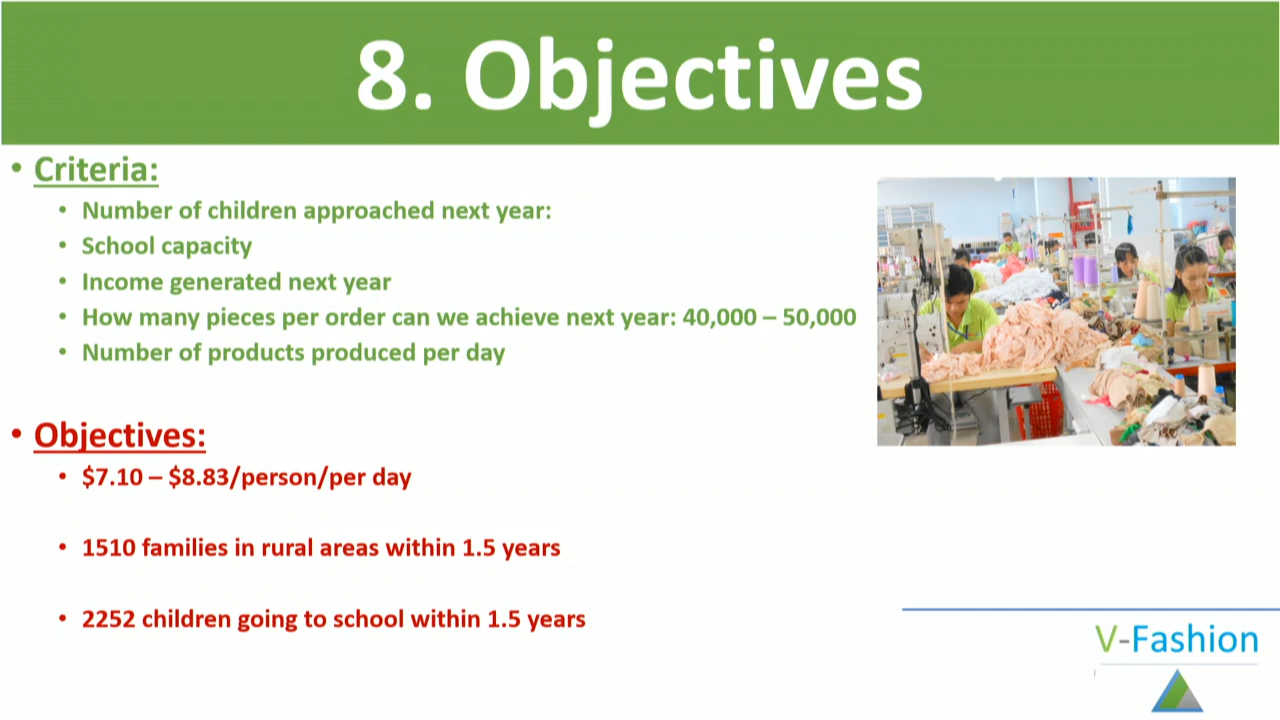 8. Objectives
• Criteria:
• Number of children approached next year:
• School capacity
• Income generated next year
• How many pieces per order can we achieve next year: 40,000 – 50,000
• Number of products produced per day
• Objectives:
• $7.10 – $8.83/person/per day
• 1510 families in rural areas within 1.5 years
• 2252 children going to school within 1.5 years
V-Fashion